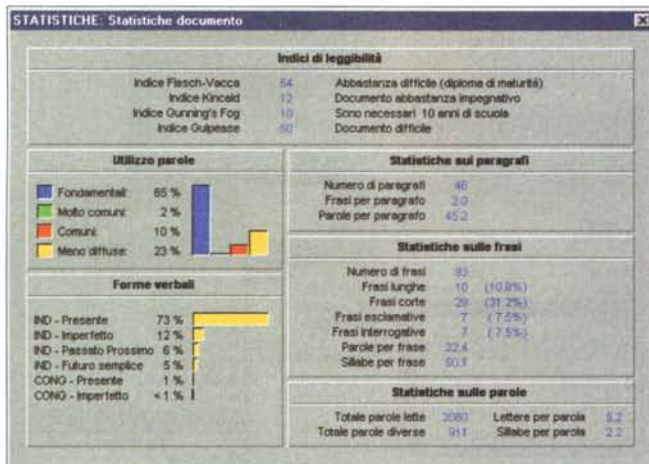 STATISTICHE: Statistiche documento
Indici di leggibilità
Indice Flesch-Vacca 54 Abbastanza difficile (diploma di maturità)
Indice Kincaid 12 Documento abbastanza impegnativo
Indice Gunning's Fog 10 Sono necessari 10 anni di scuola
Indice Gulpease 50 Documento difficile
Utilizzo parole
Fondamentali: 65 %
Molto comuni: 2 %
Comuni: 10 %
Meno diffuse: 23 %
Forme verbali
IND - Presente 73 %
IND - Imperfetto 12 %
IND - Passato Prossimo 6 %
IND - Futuro semplice 5 %
CONG - Presente 1 %
CONG - Imperfetto < 1 %
Statistiche sui paragrafi
Numero di paragrafi 46
Frasi per paragrafo 2.0
Parole per paragrafo 45.2
Statistiche sulle frasi
Numero di frasi 93
Frasi lunghe 10 (10.8%)
Frasi corte 29 (31.2%)
Frasi esclamative 7 ( 7.5%)
Frasi interrogative 7 ( 7.5%)
Parole per frase 22.4
Sillabe per frase 50.1
Statistiche sulle parole
Totale parole lette 2080 Lettere per parola 5.2
Totale parole diverse 911 Sillabe per parola 2.2